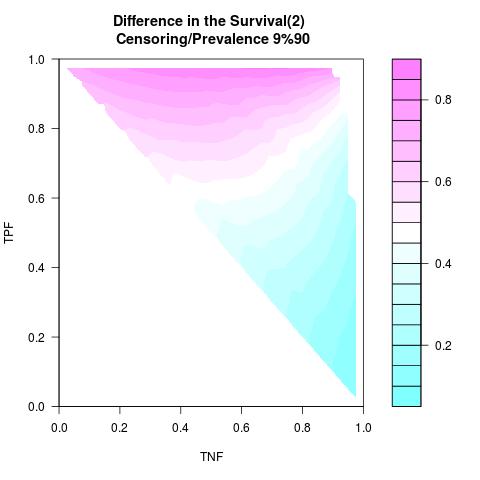 Difference in the Survival(2)
Censoring/Prevalence 9%90
1.0
0.8
0.6
0.4
0.2
0.0
TPF
0.0 0.2 0.4 0.6 0.8 1.0
TNF
0.8
0.6
0.4
0.2